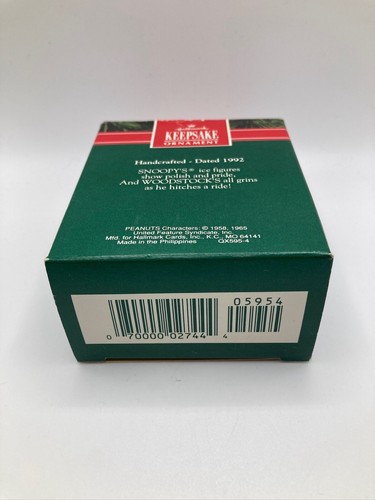 Hallmark
KEEPSAKE
ORNAMENT
Handcrafted - Dated 1992
SNOOPY'S® ice figures
show polish and pride,
And WOODSTOCK'S all grins
as he hitches a ride!
PEANUTS Characters: © 1958, 1965
United Feature Syndicate, Inc.
Mfd. for Hallmark Cards, Inc., K.C., MO 64141
Made in the Philippines QX595-4
05954
0 70000 02744 4